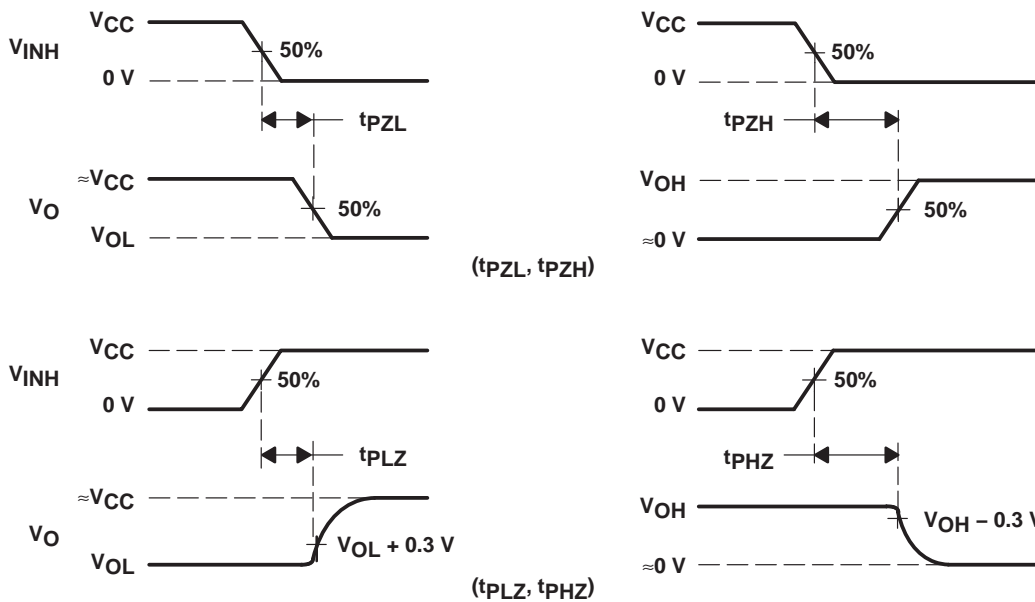 VCC
VINH
50%
0 V
tPZL
≈VCC
VO
50%
VOL
VCC
50%
0 V
tPZH
VOH
50%
≈0 V
(tPZL, tPZH)
VCC
VINH
50%
0 V
tPLZ
≈VCC
VO
VOL + 0.3 V
VOL
VCC
50%
0 V
tPHZ
VOH
VOH − 0.3 V
≈0 V
(tPLZ, tPHZ)